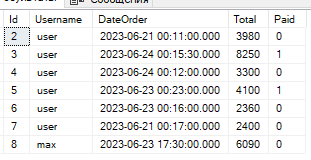 Сообщения
Id Username DateOrder Total Paid
2 user 2023-06-21 00:11:00.000 3980 0
3 user 2023-06-24 00:15:30.000 8250 1
4 user 2023-06-24 00:12:00.000 3300 0
5 user 2023-06-23 00:23:00.000 4100 1
6 user 2023-06-23 00:16:00.000 2360 0
7 user 2023-06-21 00:17:00.000 2400 0
8 max 2023-06-23 17:30:00.000 6090 0